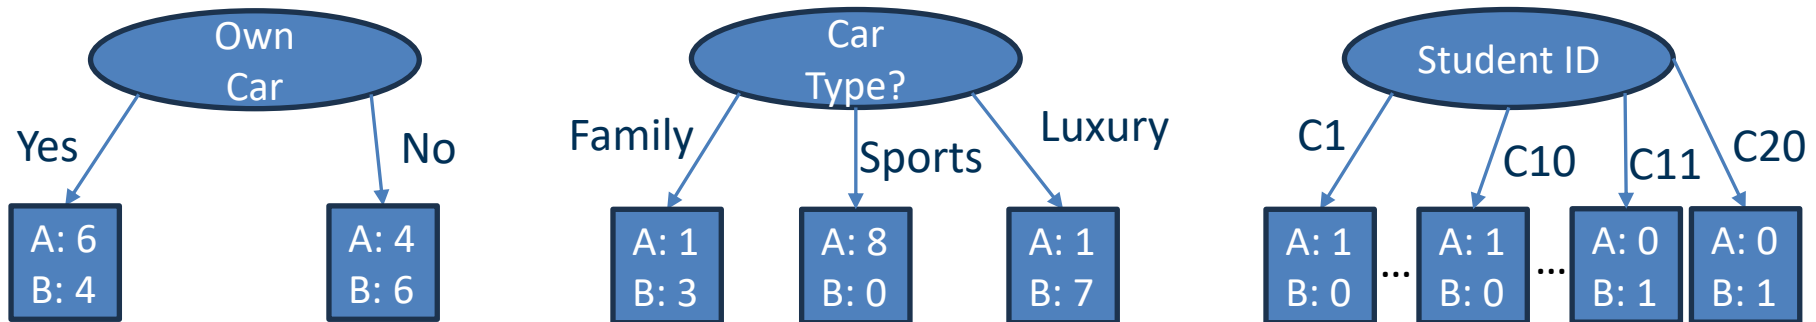 Own
Car
Yes
No
A: 6
B: 4
A: 4
B: 6
Car
Type?
Family
Sports
Luxury
A: 1
B: 3
A: 8
B: 0
A: 1
B: 7
Student ID
C1
C10
C11
C20
A: 1
B: 0
...
A: 1
B: 0
...
A: 0
B: 1
A: 0
B: 1